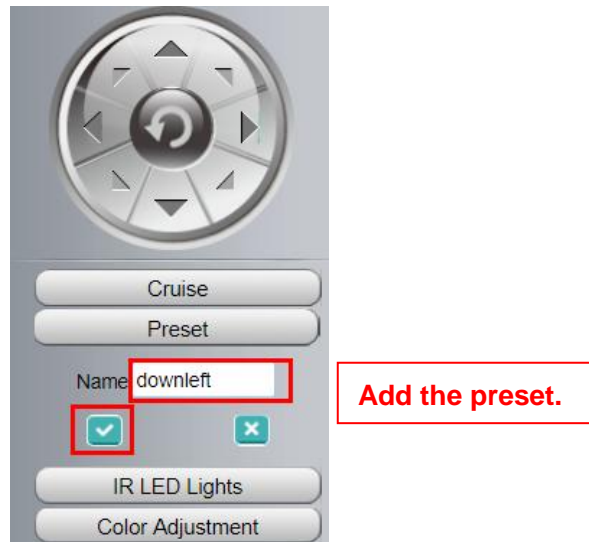 Cruise
Preset
Name downleft
Add the preset.
IR LED Lights
Color Adjustment